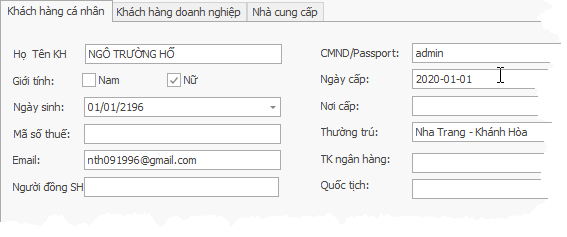 Khách hàng cá nhân Khách hàng doanh nghiệp Nhà cung cấp
Họ Tên KH NGÔ TRƯỜNG HỔ
Giới tính: Nam Nữ
Ngày sinh: 01/01/2196
Mã số thuế:
Email: nth091996@gmail.com
Người đồng SH
CMND/Passport: admin
Ngày cấp: 2020-01-01
Nơi cấp:
Thường trú: Nha Trang - Khánh Hòa
TK ngân hàng:
Quốc tịch: